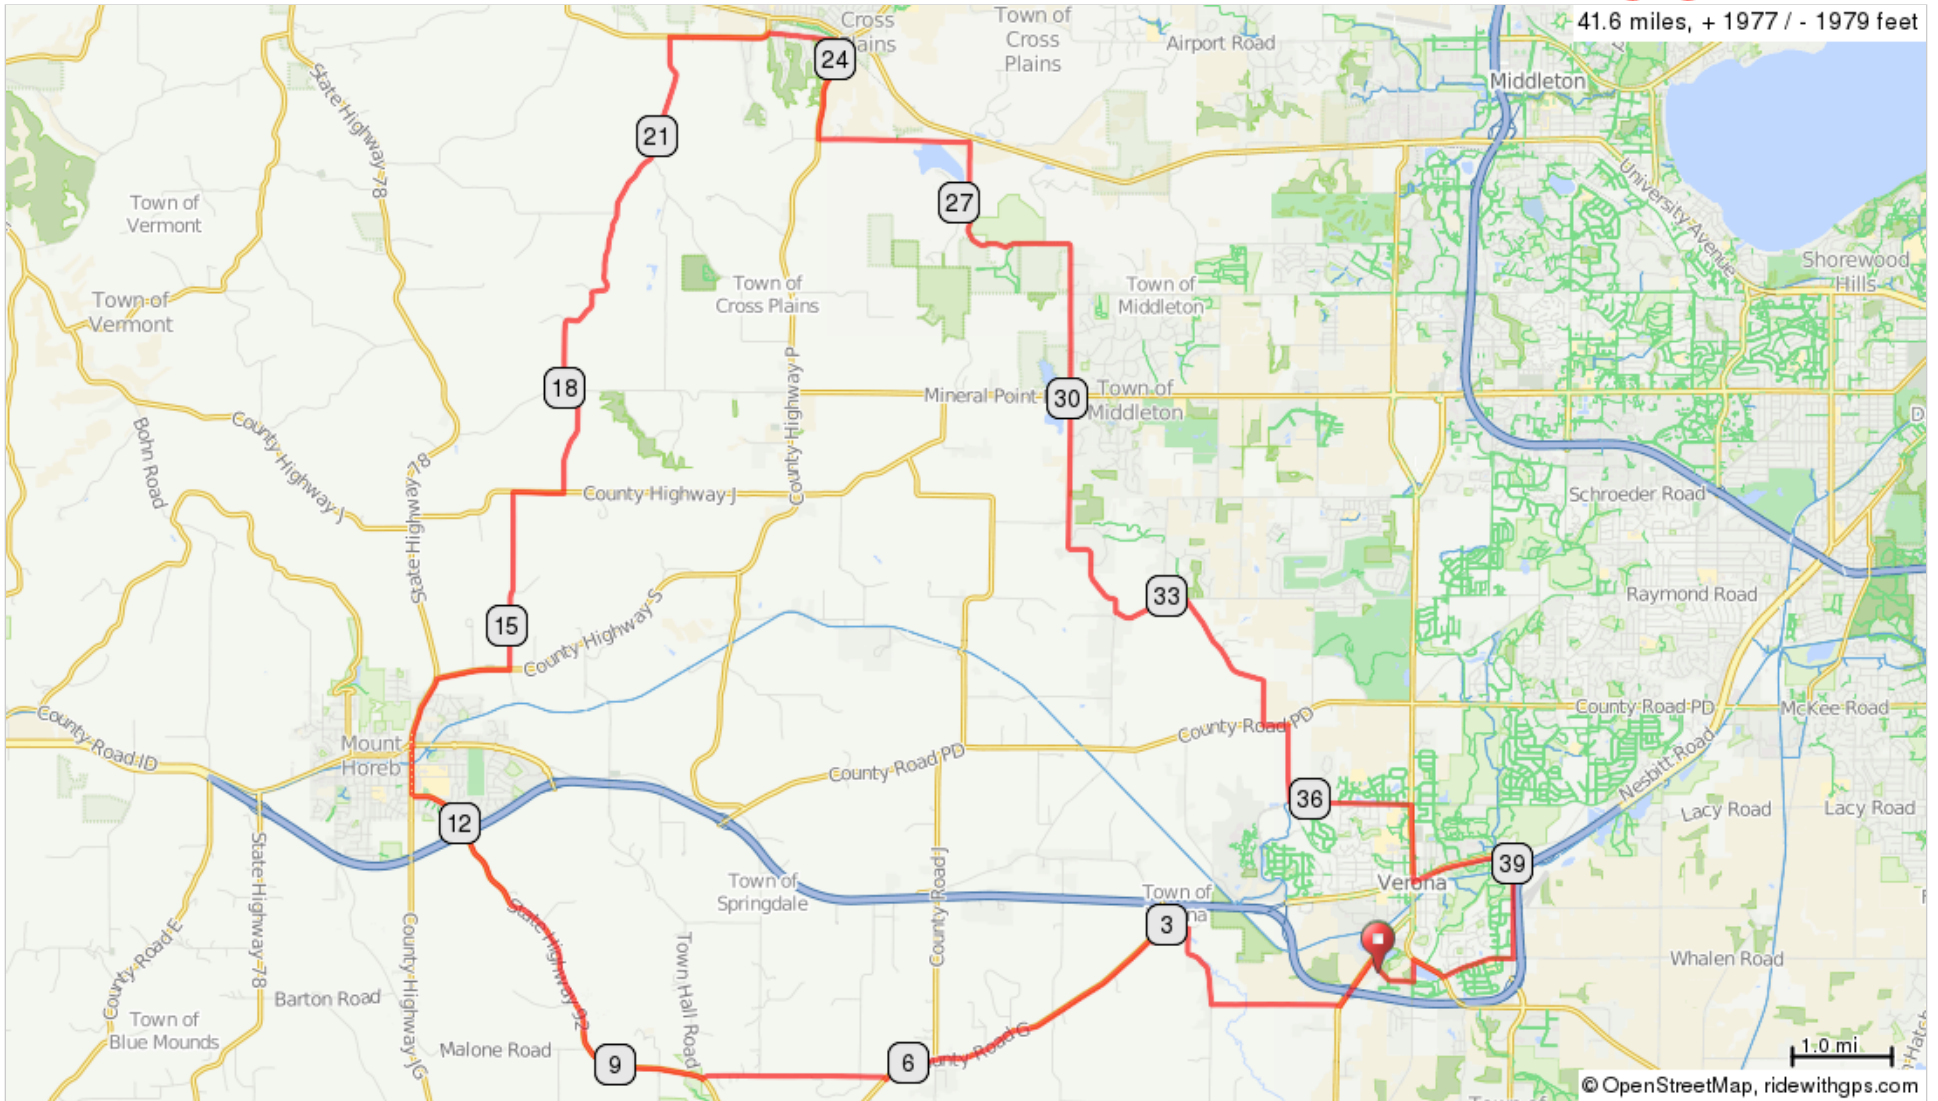 41.6 miles, + 1977 / - 1979 feet
Cross
Plains
Town of
Cross
Plains
Airport Road
Middleton
24
State Highway 78
21
University Avenue
Town of
Vermont
27
Shorewood
Hills
Town of
Cross Plains
Town of
Middleton
Town of
Vermont
County Highway P
18
Mineral Point
30
Town of
Middleton
Bohn Road
County Highway J
State Highway 78
County Highway J
Schroeder Road
33
Raymond Road
15
County Highway S
County Road ID
Mount
Horeb
County Road PD
County Road PD
County Road PD
McKee Road
Nesbitt Road
36
Lacy Road
Lacy Road
12
39
Verona
State Highway 78
County Road E
County Highway JG
State Highway 92
Town of
Springdale
County Road J
Town of
3
Town Hall Road
Whalen Road
Barton Road
Town of
Blue Mounds
Malone Road
9
6
County Road G
1.0 mi
© OpenStreetMap, ridewithgps.com